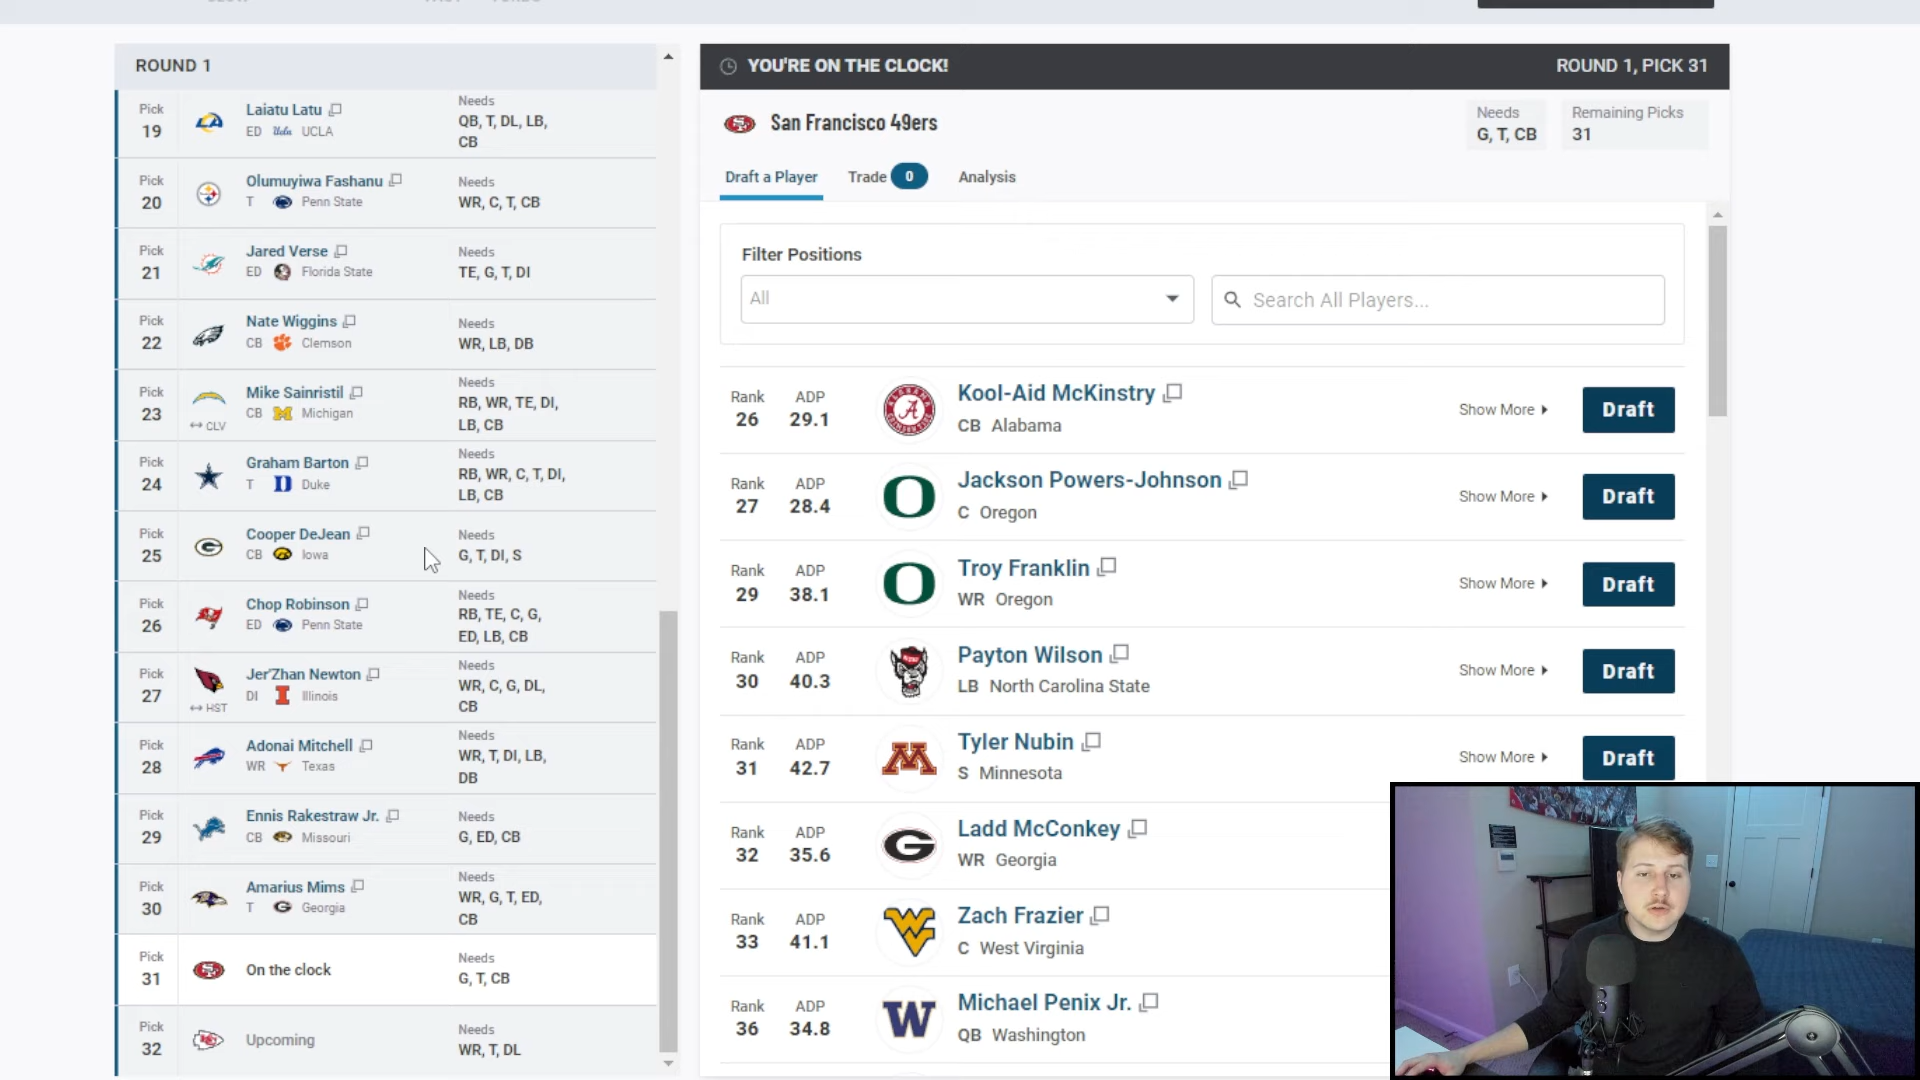 ROUND 1
Pick
19
Laiatu Latu
ED Ucla UCLA
Needs
QB, T, DL, LB,
CB
Pick
20
Olumuyiwa Fashanu
T Penn State
Needs
WR, C, T, CB
Pick
21
Jared Verse
ED Florida State
Needs
TE, G, T, DI
Pick
22
Nate Wiggins
CB Clemson
Needs
WR, LB, DB
Pick
23
↔ CLV
Mike Sainristil
CB Michigan
Needs
RB, WR, TE, DI,
LB, CB
Pick
24
Graham Barton
T Duke
Needs
RB, WR, C, T, DI,
LB, CB
Pick
25
Cooper DeJean
CB Iowa
Needs
G, T, DI, S
Pick
26
Chop Robinson
ED Penn State
Needs
RB, TE, C, G,
ED, LB, CB
Pick
27
↔ HST
Jer'Zhan Newton
DI Illinois
Needs
WR, C, G, DL,
CB
Pick
28
Adonai Mitchell
WR Texas
Needs
WR, T, DI, LB,
DB
Pick
29
Ennis Rakestraw Jr.
CB Missouri
Needs
G, ED, CB
Pick
30
Amarius Mims
T Georgia
Needs
WR, G, T, ED,
CB
Pick
31
On the clock
Needs
G, T, CB
Pick
32
Upcoming
Needs
WR, T, DL
YOU'RE ON THE CLOCK!
ROUND 1, PICK 31
San Francisco 49ers
Needs
G, T, CB
Remaining Picks
31
Draft a Player
Trade 0
Analysis
Filter Positions
All
Search All Players...
Rank
26
ADP
29.1
Kool-Aid McKinstry
CB Alabama
Show More
Draft
Rank
27
ADP
28.4
Jackson Powers-Johnson
C Oregon
Show More
Draft
Rank
29
ADP
38.1
Troy Franklin
WR Oregon
Show More
Draft
Rank
30
ADP
40.3
Payton Wilson
LB North Carolina State
Show More
Draft
Rank
31
ADP
42.7
Tyler Nubin
S Minnesota
Show More
Draft
Rank
32
ADP
35.6
Ladd McConkey
WR Georgia
Rank
33
ADP
41.1
Zach Frazier
C West Virginia
Rank
36
ADP
34.8
Michael Penix Jr.
QB Washington